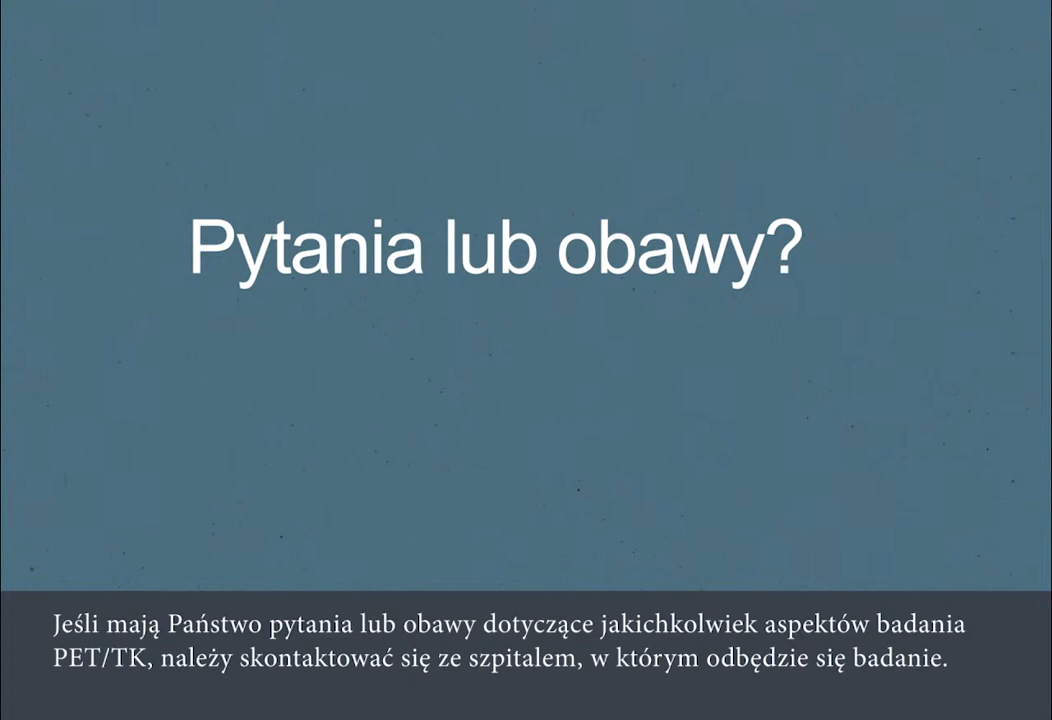 Pytania lub obawy?
Jeśli mają Państwo pytania lub obawy dotyczące jakichkolwiek aspektów badania
PET/TK, należy skontaktować się ze szpitalem, w którym odbędzie się badanie.